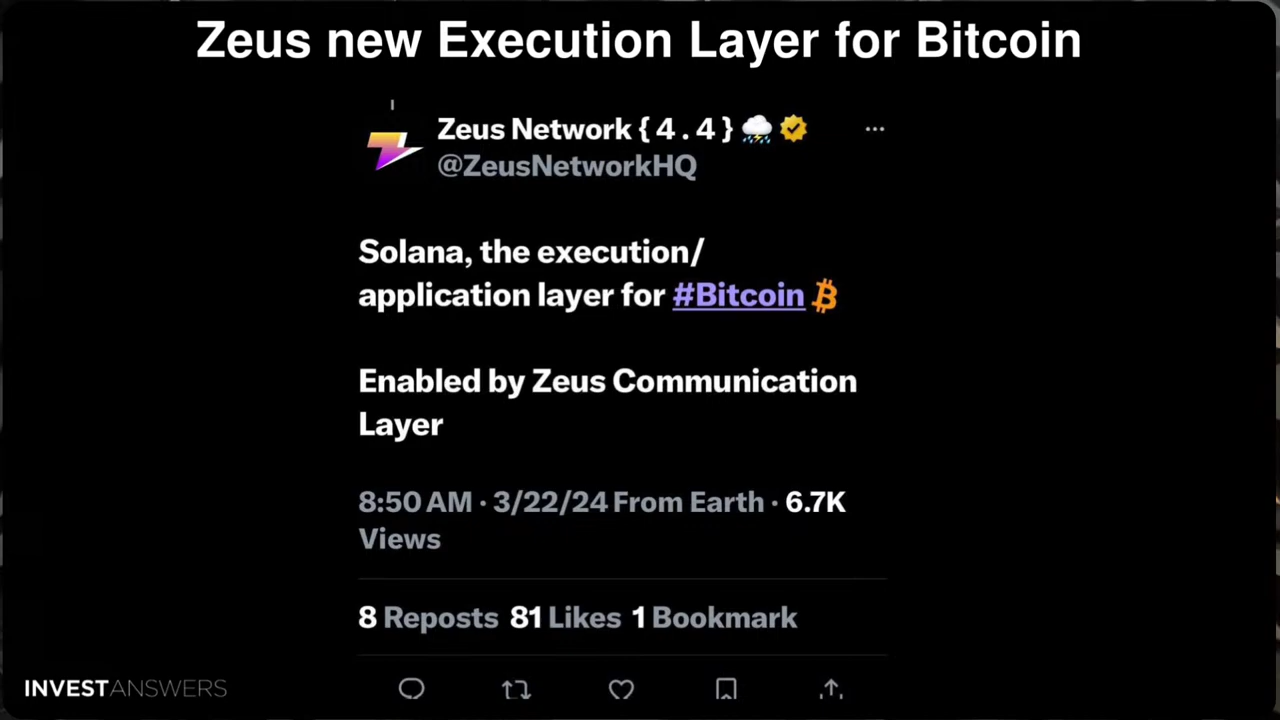 Zeus new Execution Layer for Bitcoin
Zeus Network { 4 . 4 } ⛈️
@ZeusNetworkHQ
Solana, the execution/
application layer for #Bitcoin
Enabled by Zeus Communication
Layer
8:50 AM · 3/22/24 From Earth · 6.7K
Views
8 Reposts 81 Likes 1 Bookmark
INVESTANSWERS